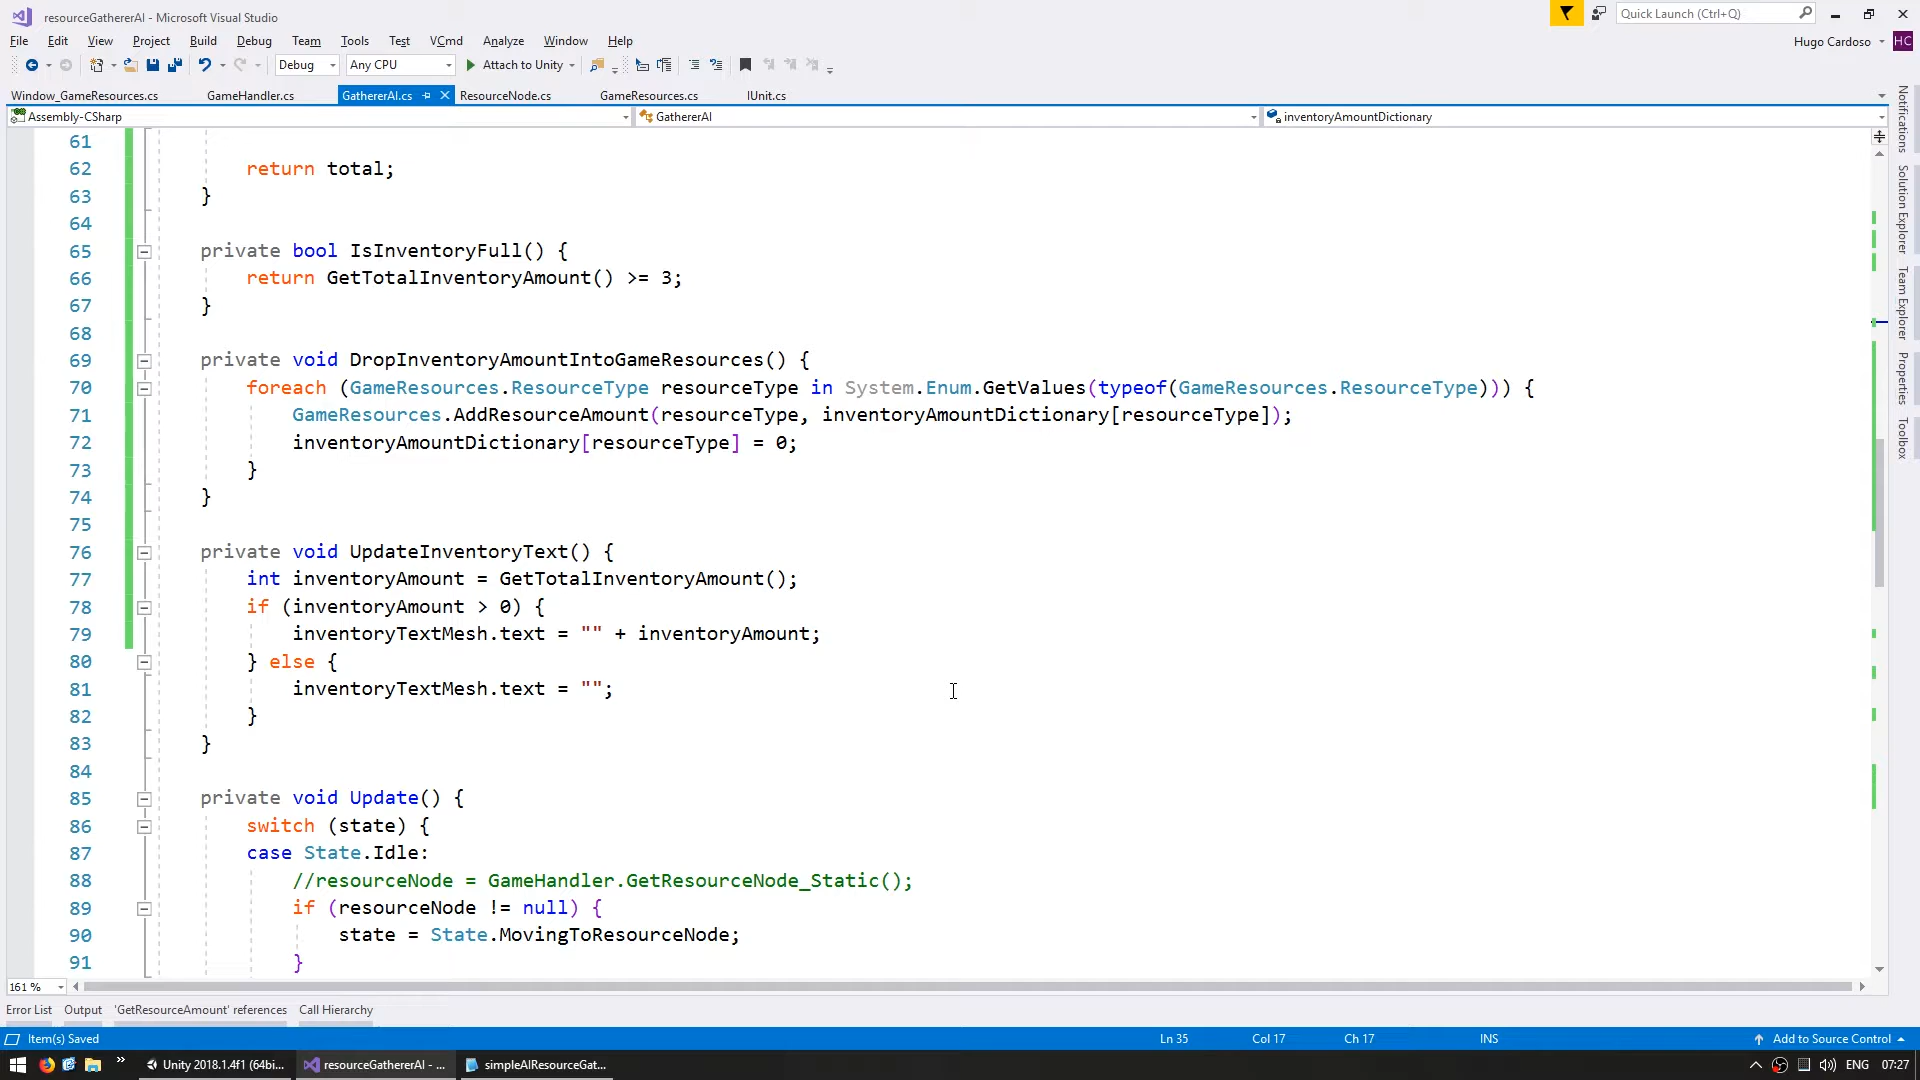 resourceGathererAI - Microsoft Visual Studio
Quick Launch (Ctrl+Q)
File Edit View Project Build Debug Team Tools Test VCmd Analyze Window Help
Hugo Cardoso HC
Debug Any CPU Attach to Unity
Window_GameResources.cs GameHandler.cs GathererAI.cs ResourceNode.cs GameResources.cs IUnit.cs
Assembly-CSharp GathererAI inventoryAmountDictionary
61
62 return total;
63 }
64
65 private bool IsInventoryFull() {
66 return GetTotalInventoryAmount() >= 3;
67 }
68
69 private void DropInventoryAmountIntoGameResources() {
70 foreach (GameResources.ResourceType resourceType in System.Enum.GetValues(typeof(GameResources.ResourceType))) {
71 GameResources.AddResourceAmount(resourceType, inventoryAmountDictionary[resourceType]);
72 inventoryAmountDictionary[resourceType] = 0;
73 }
74 }
75
76 private void UpdateInventoryText() {
77 int inventoryAmount = GetTotalInventoryAmount();
78 if (inventoryAmount > 0) {
79 inventoryTextMesh.text = "" + inventoryAmount;
80 } else {
81 inventoryTextMesh.text = "";
82 }
83 }
84
85 private void Update() {
86 switch (state) {
87 case State.Idle:
88 //resourceNode = GameHandler.GetResourceNode_Static();
89 if (resourceNode != null) {
90 state = State.MovingToResourceNode;
91 }
Notifications
Solution Explorer
Team Explorer
Properties
Toolbox
161 %
Error List Output 'GetResourceAmount' references Call Hierarchy
Item(s) Saved Ln 35 Col 17 Ch 17 INS Add to Source Control
Unity 2018.1.4f1 (64bi... resourceGathererAI - ... simpleAIResourceGat... ENG 07:27